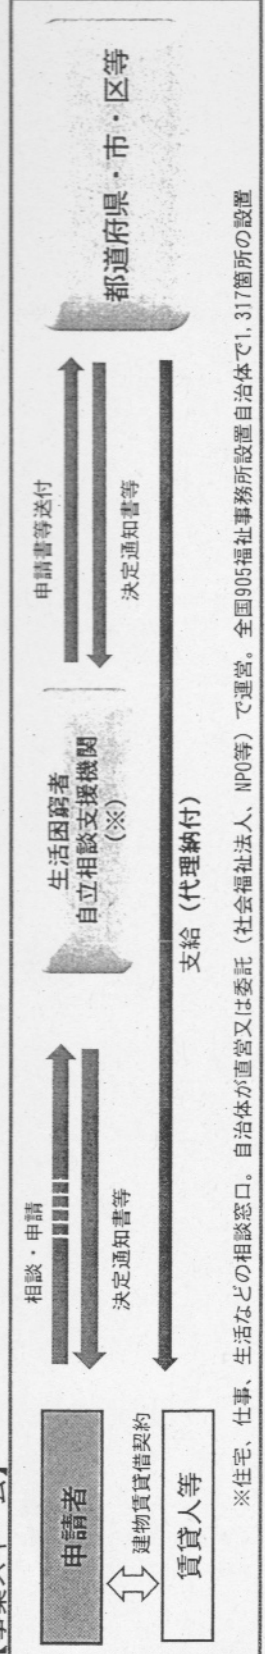 【事業スキーム】
申請者
建物賃貸借契約
賃貸人等
相談・申請
決定通知書等
生活困窮者
自立相談支援機関
(※)
申請書等送付
決定通知書等
都道府県・市・区等
支給(代理納付)
※住宅、仕事、生活などの相談窓口。自治体が直営又は委託(社会福祉法人、NPO等)で運営。全国905福祉事務所設置自治体で1,317箇所の設置